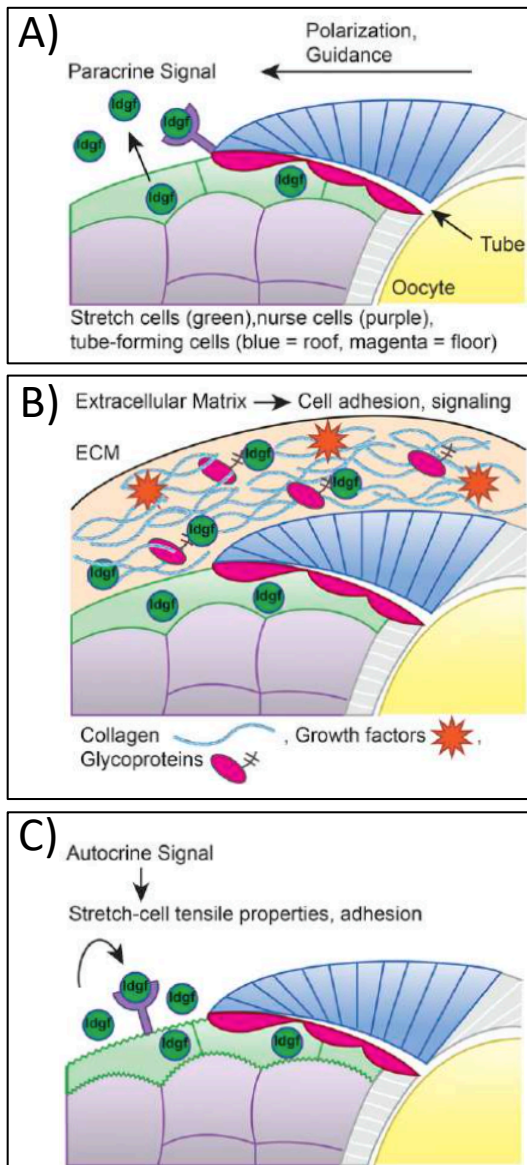 A)
Polarization,
Guidance
Paracrine Signal
Idgf
Idgf
Idgf
Idgf
Idgf
Idgf
Tube
Oocyte
Stretch cells (green),nurse cells (purple),
tube-forming cells (blue = roof, magenta = floor)
B)
Extracellular Matrix → Cell adhesion, signaling
ECM
Idgf
Idgf
Idgf
Idgf
Idgf
Idgf
Collagen , Growth factors ,
Glycoproteins
C)
Autocrine Signal
Stretch-cell tensile properties, adhesion
Idgf
Idgf
Idgf
Idgf
Idgf